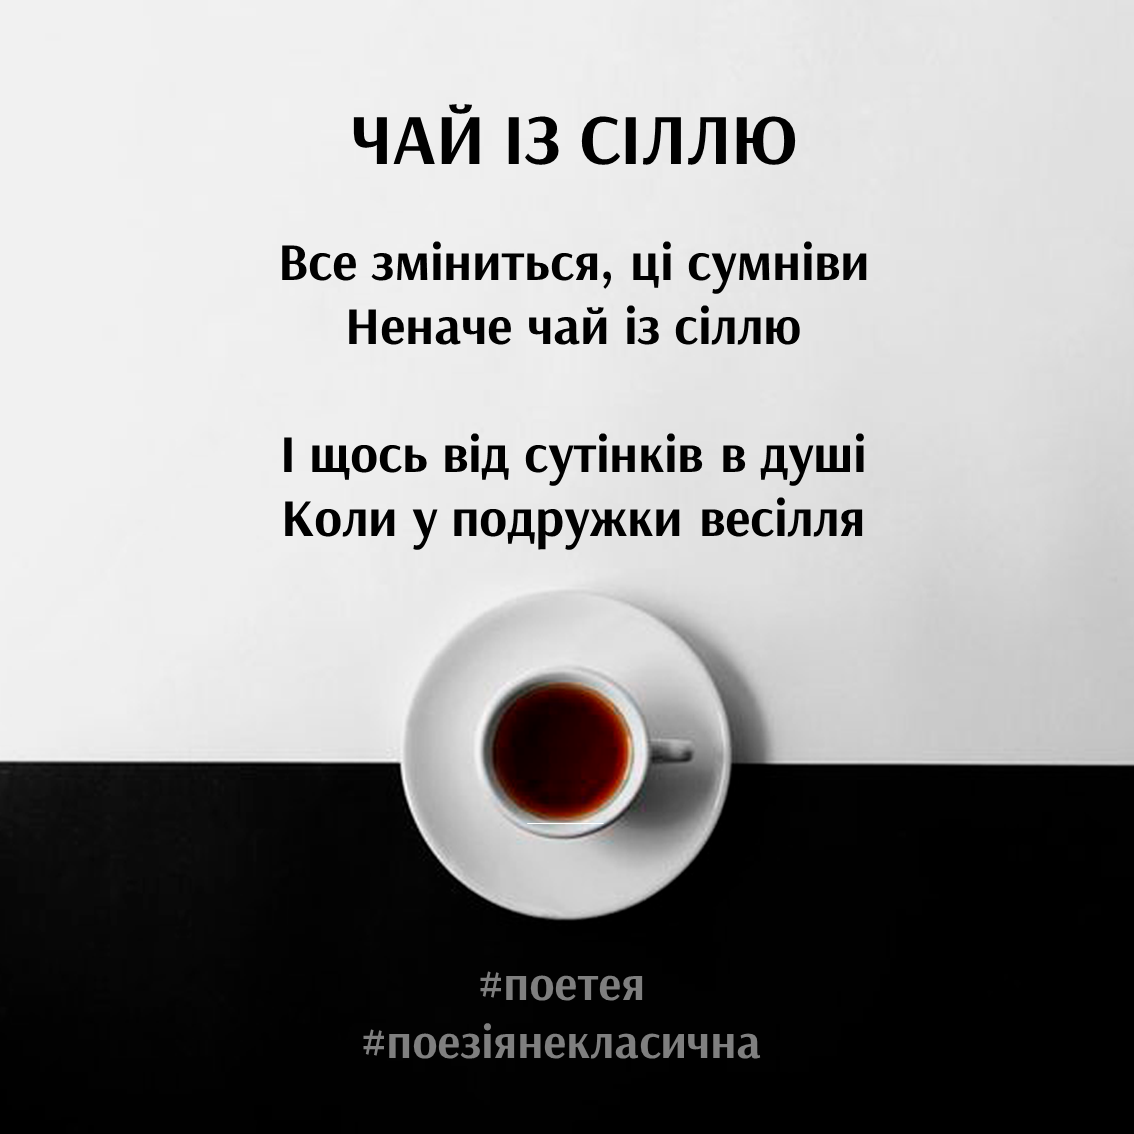 ЧАЙ ІЗ СІЛЛЮ
Все зміниться, ці сумніви
Неначе чай із сіллю
І щось від сутінків в душі
Коли у подружки весілля
#поетея
#поезіянекласична